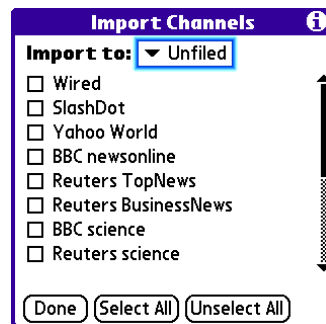 Import Channels
Import to: Unfiled
Wired
SlashDot
Yahoo World
BBC newsonline
Reuters TopNews
Reuters BusinessNews
BBC science
Reuters science
Done Select All Unselect All